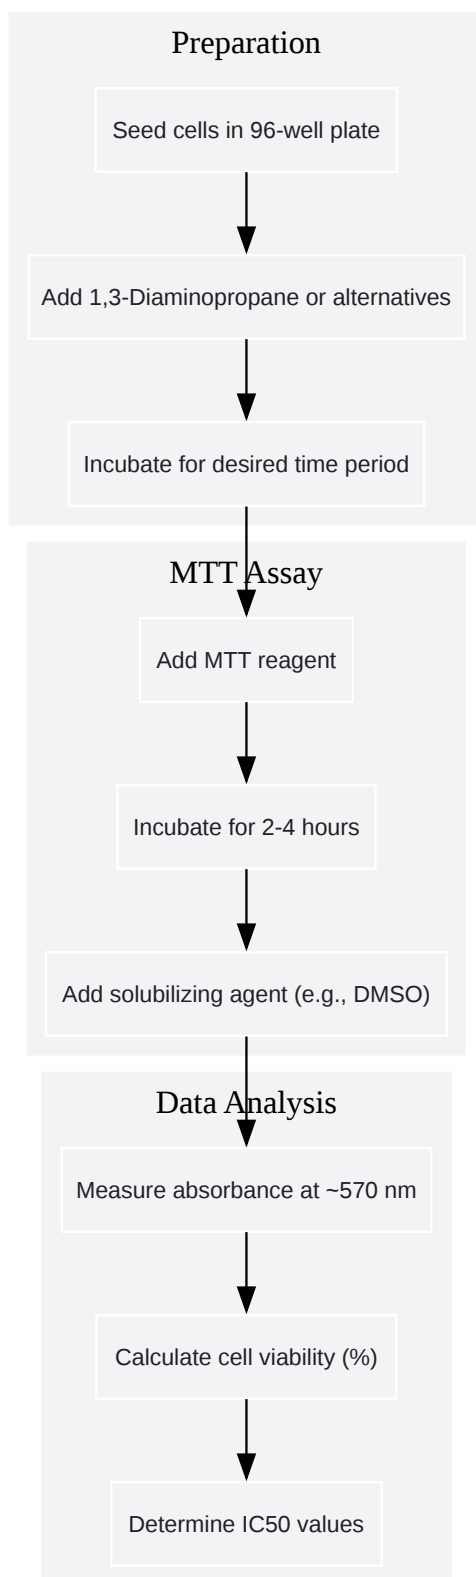 Preparation
Seed cells in 96-well plate
Add 1,3-Diaminopropane or alternatives
Incubate for desired time period
MTT Assay
Add MTT reagent
Incubate for 2-4 hours
Add solubilizing agent (e.g., DMSO)
Data Analysis
Measure absorbance at ~570 nm
Calculate cell viability (%)
Determine IC50 values